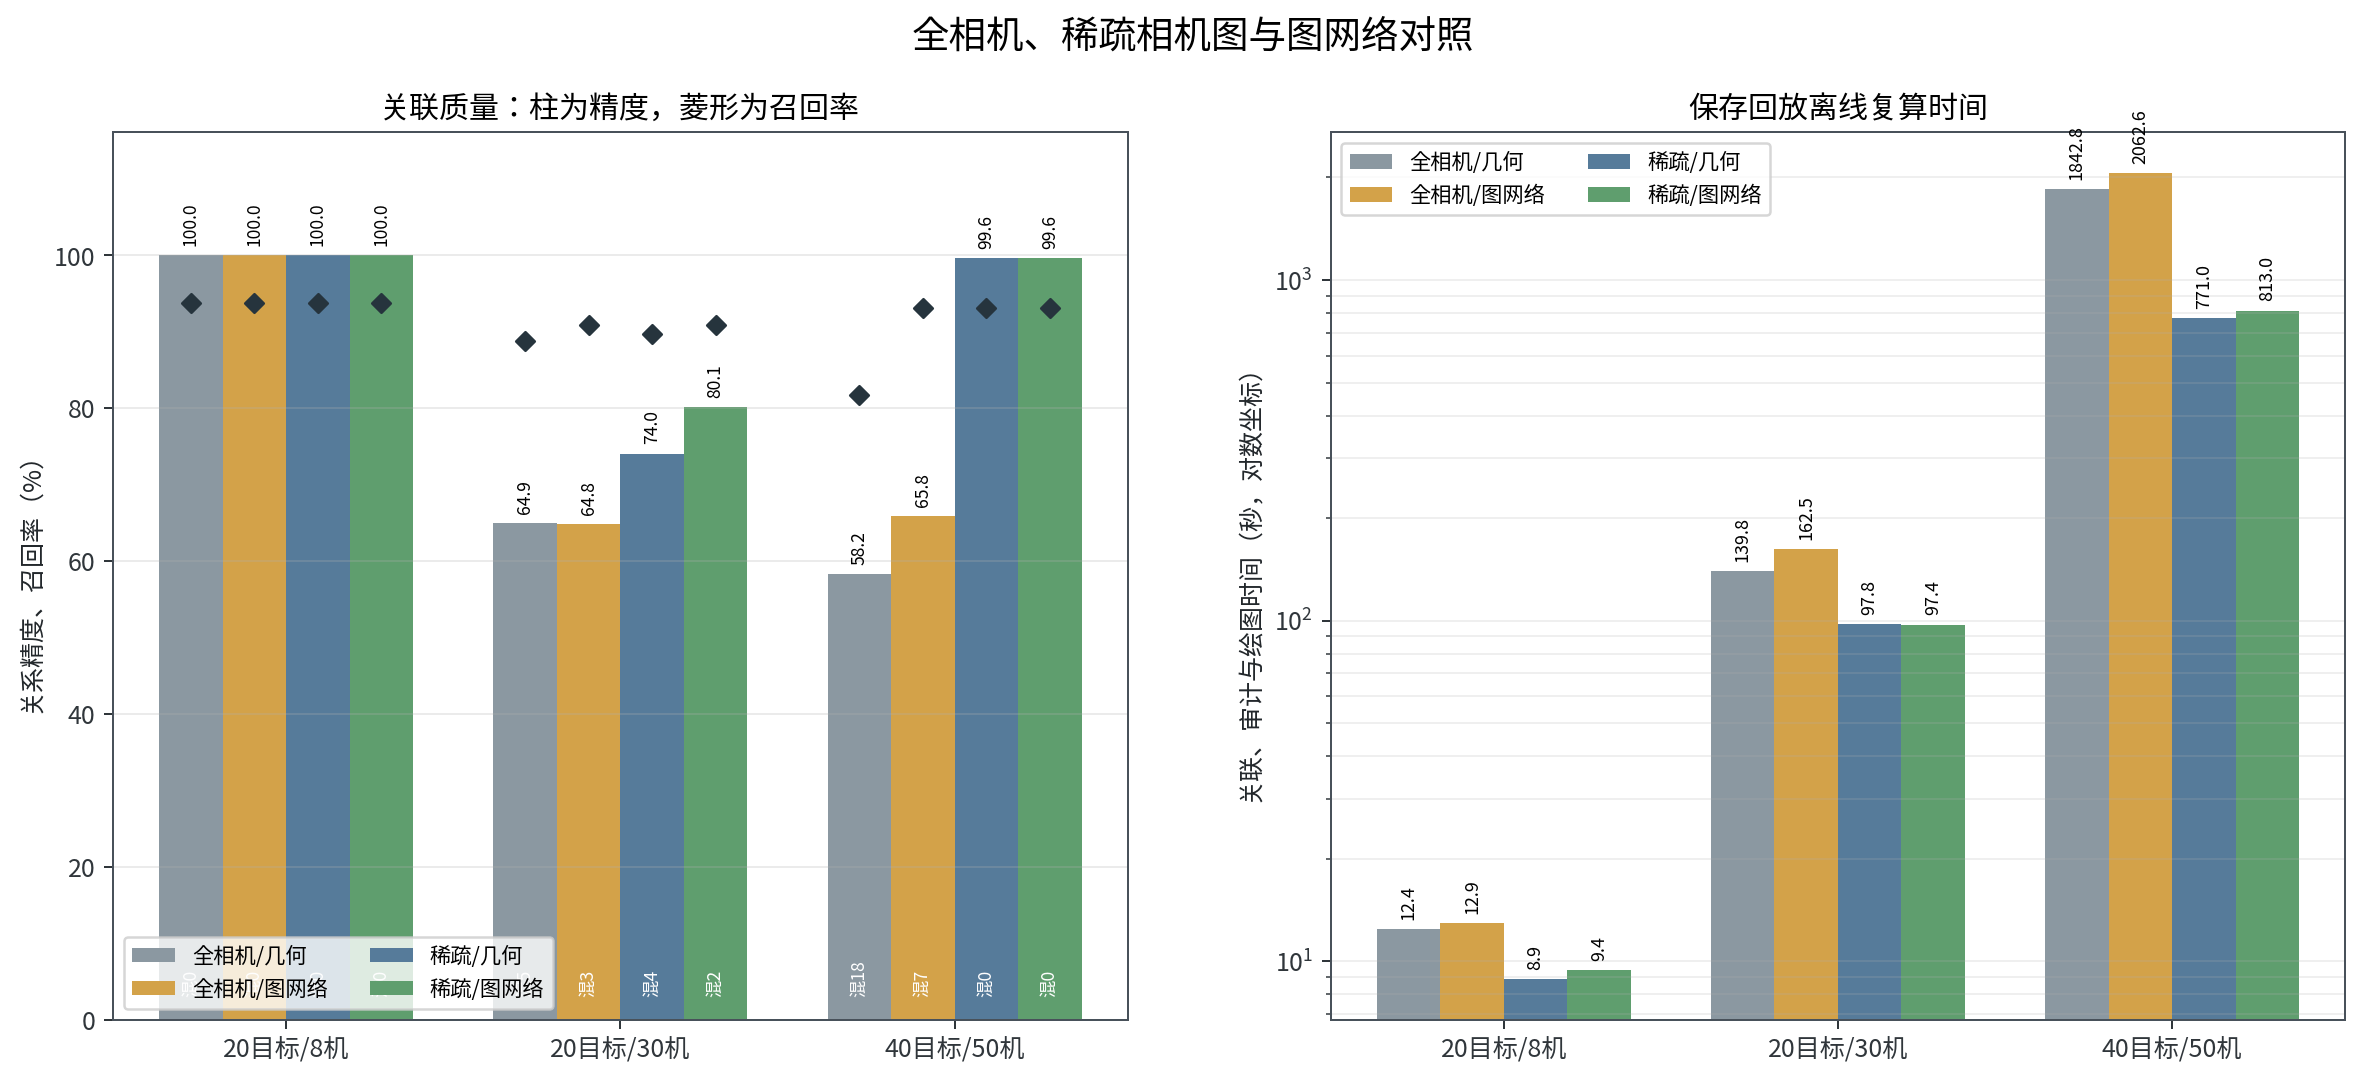 全相机、稀疏相机图与图网络对照
关联质量：柱为精度，菱形为召回率
关系精度、召回率（%）
100
80
60
40
20
0
100.0
100.0
100.0
100.0
64.9
64.8
74.0
80.1
58.2
65.8
99.6
99.6
混3
混4
混2
混18
混7
混0
混0
全相机/几何
稀疏/几何
全相机/图网络
稀疏/图网络
20目标/8机
20目标/30机
40目标/50机
保存回放离线复算时间
关联、审计与绘图时间（秒，对数坐标）
10³
10²
10¹
全相机/几何
稀疏/几何
全相机/图网络
稀疏/图网络
12.4
12.9
8.9
9.4
139.8
162.5
97.8
97.4
1842.8
2062.6
771.0
813.0
20目标/8机
20目标/30机
40目标/50机